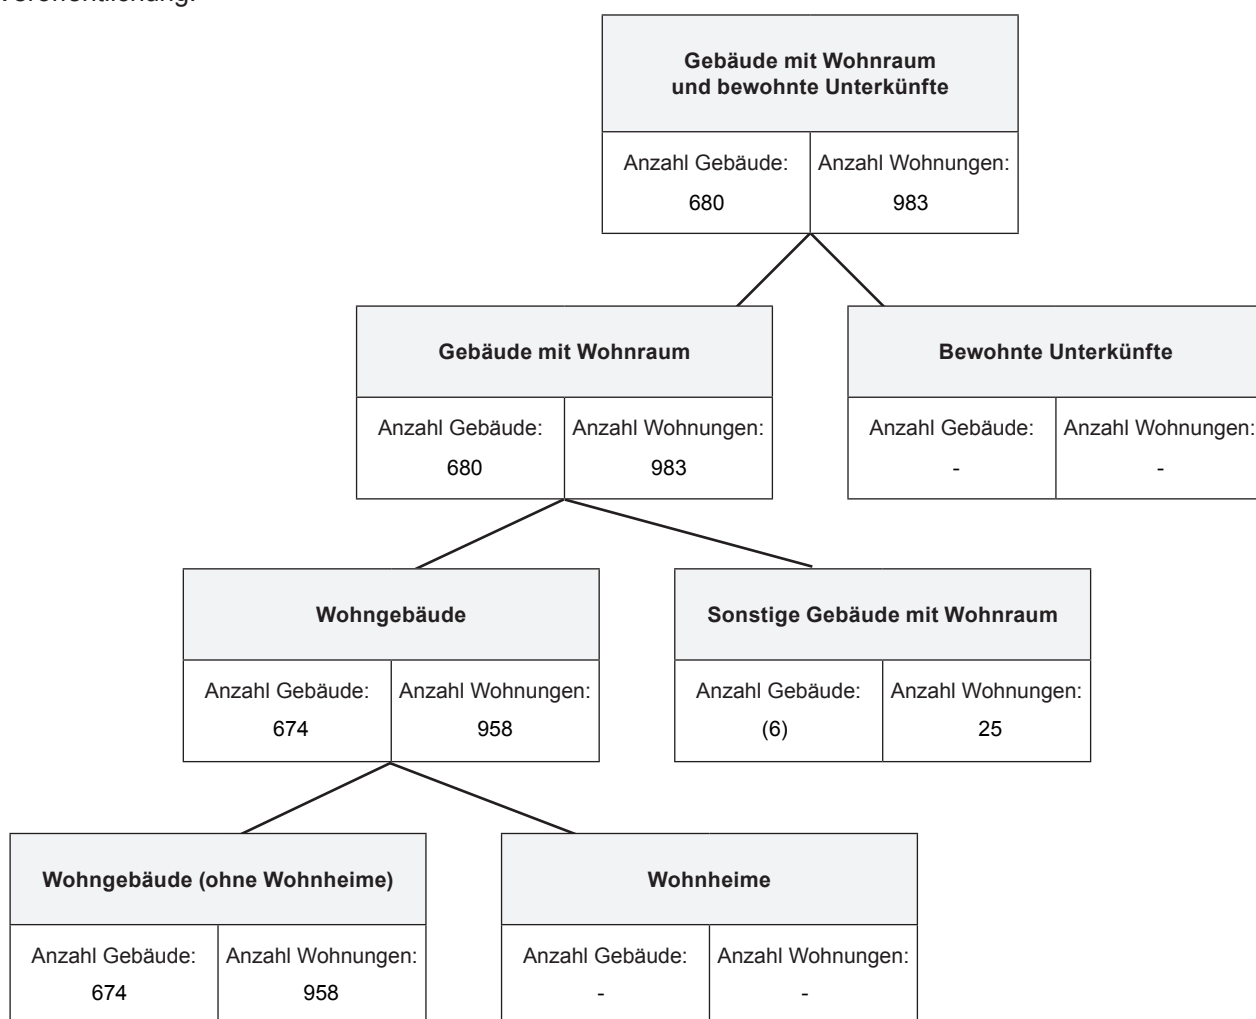 Veröffentlichung.
Gebäude mit Wohnraum
und bewohnte Unterkünfte
Anzahl Gebäude: Anzahl Wohnungen:
680 983
Gebäude mit Wohnraum Bewohnte Unterkünfte
Anzahl Gebäude: Anzahl Wohnungen: Anzahl Gebäude: Anzahl Wohnungen:
680 983 - -
Wohngebäude Sonstige Gebäude mit Wohnraum
Anzahl Gebäude: Anzahl Wohnungen: Anzahl Gebäude: Anzahl Wohnungen:
674 958 (6) 25
Wohngebäude (ohne Wohnheime) Wohnheime
Anzahl Gebäude: Anzahl Wohnungen: Anzahl Gebäude: Anzahl Wohnungen:
674 958 - -